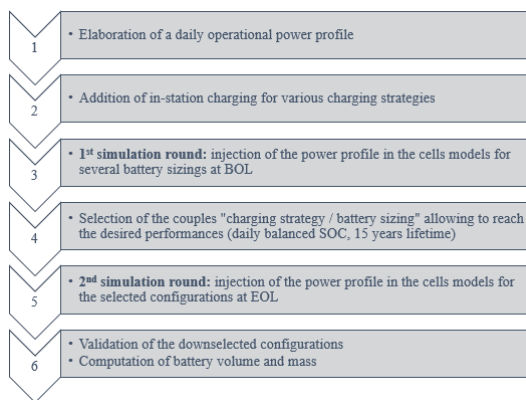 1
• Elaboration of a daily operational power profile
2
• Addition of in-station charging for various charging strategies
3
• 1st simulation round: injection of the power profile in the cells models for
several battery sizings at BOL
4
• Selection of the couples "charging strategy / battery sizing" allowing to reach
the desired performances (daily balanced SOC, 15 years lifetime)
5
• 2nd simulation round: injection of the power profile in the cells models for
the selected configurations at EOL
6
• Validation of the downselected configurations
• Computation of battery volume and mass